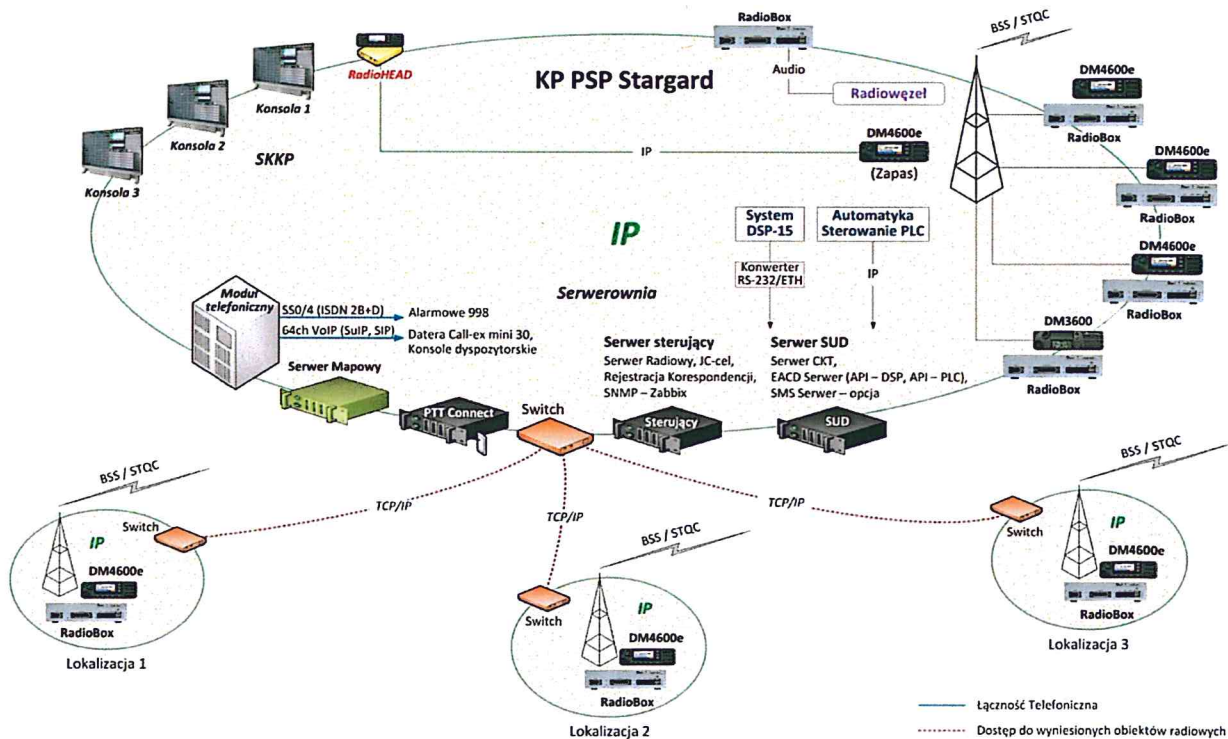 RadioBox
BSS / STQC
KP PSP Stargard
Audio
Radiowęzeł
RadioHEAD
Konsola 1
Konsola 2
Konsola 3
SKKP
IP
DM4600e
(Zapas)
DM4600e
RadioBox
DM4600e
RadioBox
DM4600e
RadioBox
DM3600
RadioBox
IP
Serwerownia
System
DSP-15
Automatyka
Sterowanie PLC
Konwerter
RS-232/ETH
IP
Moduł
telefoniczny
SS0/4 (ISDN 2B+D)
Alarmowe 998
64ch VoIP (SuIP, SIP)
Datera Call-ex mini 30,
Konsole dyspozytorskie
Serwer Mapowy
PTT Connect
Switch
Serwer sterujący
Serwer Radiowy, JC-cel,
Rejestracja Korespondencji,
SNMP – Zabbix
Sterujący
Serwer SUD
Serwer CKT,
EACD Serwer (API – DSP, API – PLC),
SMS Serwer – opcja
SUD
TCP/IP
TCP/IP
TCP/IP
BSS / STQC
Switch
IP
DM4600e
RadioBox
Lokalizacja 1
BSS / STQC
Switch
IP
DM4600e
RadioBox
Lokalizacja 2
BSS / STQC
Switch
IP
DM4600e
RadioBox
Lokalizacja 3
Łączność Telefoniczna
Dostęp do wyniesionych obiektów radiowych